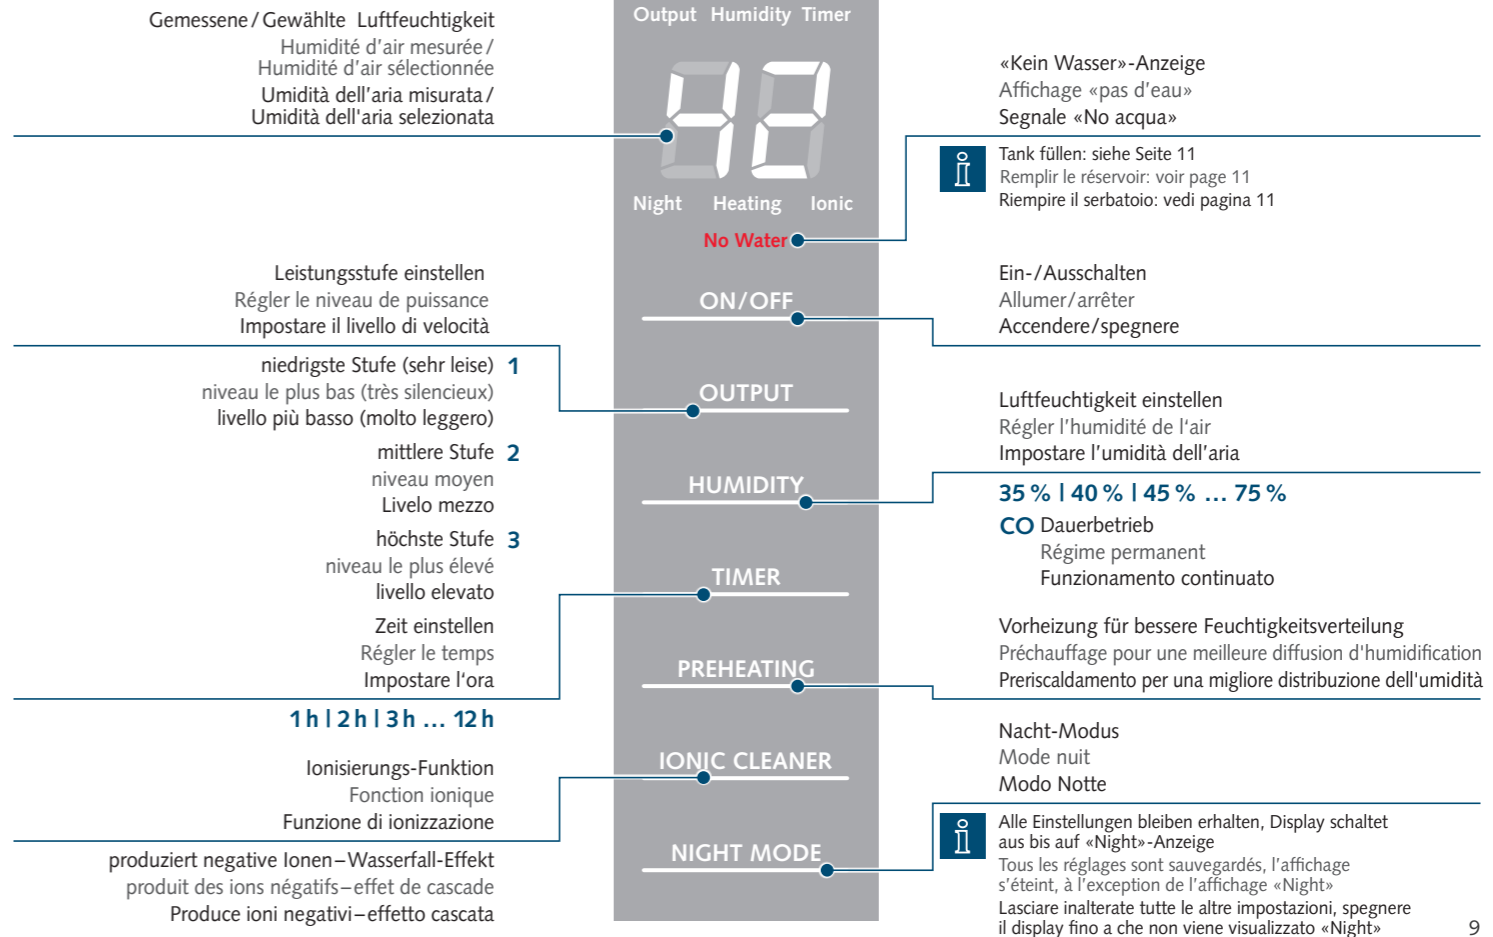 Gemessene / Gewählte Luftfeuchtigkeit
Humidité d'air mesurée /
Humidité d'air sélectionnée
Umidità dell'aria misurata /
Umidità dell'aria selezionata
Leistungsstufe einstellen
Régler le niveau de puissance
Impostare il livello di velocità
niedrigste Stufe (sehr leise) 1
niveau le plus bas (très silencieux)
livello più basso (molto leggero)
mittlere Stufe 2
niveau moyen
Livelo mezzo
höchste Stufe 3
niveau le plus élevé
livello elevato
Zeit einstellen
Régler le temps
Impostare l'ora
1 h | 2 h | 3 h ... 12 h
Ionisierungs-Funktion
Fonction ionique
Funzione di ionizzazione
produziert negative Ionen – Wasserfall-Effekt
produit des ions négatifs – effet de cascade
Produce ioni negativi – effetto cascata
Output Humidity Timer
42
Night Heating Ionic
No Water
ON/OFF
OUTPUT
HUMIDITY
TIMER
PREHEATING
IONIC CLEANER
NIGHT MODE
«Kein Wasser»-Anzeige
Affichage «pas d'eau»
Segnale «No acqua»
Tank füllen: siehe Seite 11
Remplir le réservoir: voir page 11
Riempire il serbatoio: vedi pagina 11
Ein-/Ausschalten
Allumer/arrêter
Accendere/spegnere
Luftfeuchtigkeit einstellen
Régler l'humidité de l'air
Impostare l'umidità dell'aria
35 % | 40 % | 45 % ... 75 %
CO Dauerbetrieb
Régime permanent
Funzionamento continuato
Vorheizung für bessere Feuchtigkeitsverteilung
Préchauffage pour une meilleure diffusion d'humidification
Preriscaldamento per una migliore distribuzione dell'umidità
Nacht-Modus
Mode nuit
Modo Notte
Alle Einstellungen bleiben erhalten, Display schaltet
aus bis auf «Night»-Anzeige
Tous les réglages sont sauvegardés, l'affichage
s'éteint, à l'exception de l'affichage «Night»
Lasciare inalterate tutte le altre impostazioni, spegnere
il display fino a che non viene visualizzato «Night»
9